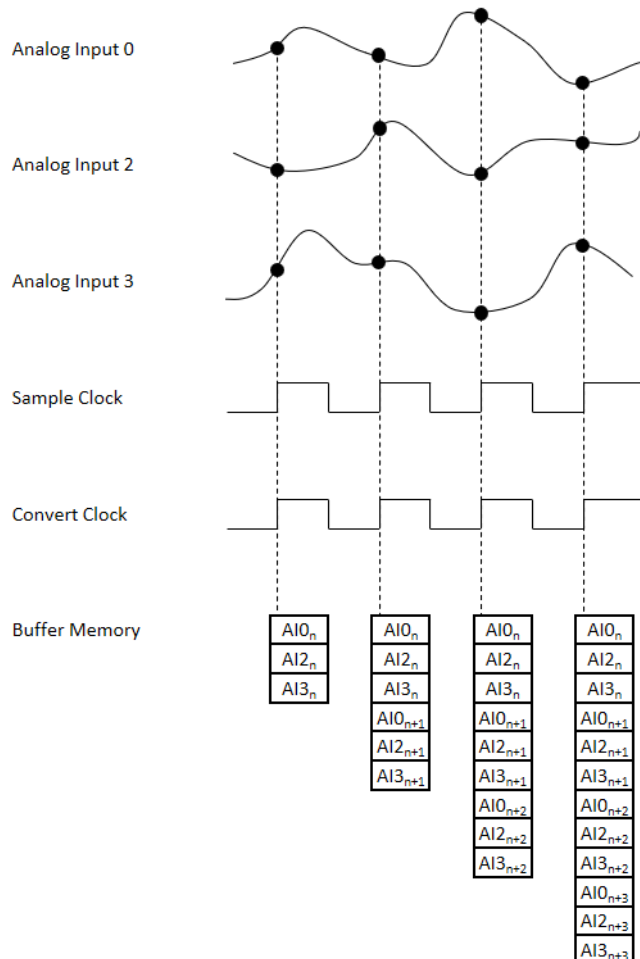 Analog Input 0
Analog Input 2
Analog Input 3
Sample Clock
Convert Clock
Buffer Memory
AI0n
AI2n
AI3n
AI0n
AI2n
AI3n
AI0n+1
AI2n+1
AI3n+1
AI0n
AI2n
AI3n
AI0n+1
AI2n+1
AI3n+1
AI0n+2
AI2n+2
AI3n+2
AI0n
AI2n
AI3n
AI0n+1
AI2n+1
AI3n+1
AI0n+2
AI2n+2
AI3n+2
AI0n+3
AI2n+3
AI3n+3